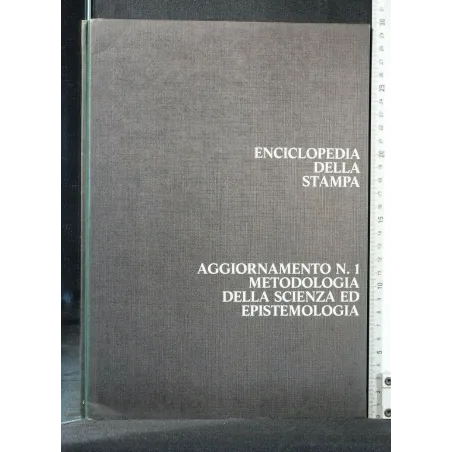 ENCICLOPEDIA
DELLA
STAMPA
AGGIORNAMENTO N. 1
METODOLOGIA
DELLA SCIENZA ED
EPISTEMOLOGIA